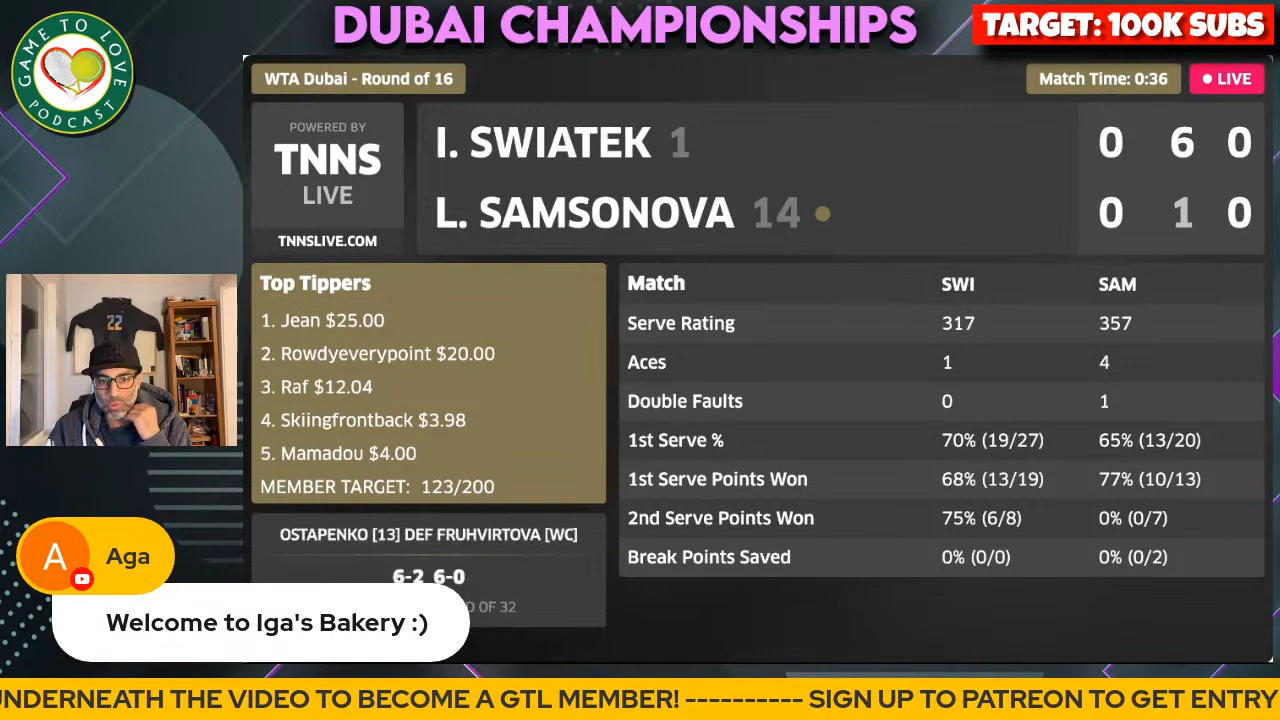 GAME TO LOVE
PODCAST
DUBAI CHAMPIONSHIPS
TARGET: 100K SUBS
WTA Dubai - Round of 16
Match Time: 0:36
LIVE
POWERED BY
TNNS
LIVE
TNNSLIVE.COM
I. SWIATEK 1
0 6 0
L. SAMSONOVA 14
0 1 0
Top Tippers
1. Jean $25.00
2. Rowdyeverypoint $20.00
3. Raf $12.04
4. Skiingfrontback $3.98
5. Mamadou $4.00
MEMBER TARGET: 123/200
OSTAPENKO [13] DEF FRUHVIRTOVA [WC]
6-2 6-0
OF 32
Match SWI SAM
Serve Rating 317 357
Aces 1 4
Double Faults 0 1
1st Serve % 70% (19/27) 65% (13/20)
1st Serve Points Won 68% (13/19) 77% (10/13)
2nd Serve Points Won 75% (6/8) 0% (0/7)
Break Points Saved 0% (0/0) 0% (0/2)
22
A
Aga
Welcome to Iga's Bakery :)
UNDERNEATH THE VIDEO TO BECOME A GTL MEMBER! ---------- SIGN UP TO PATREON TO GET ENTRY